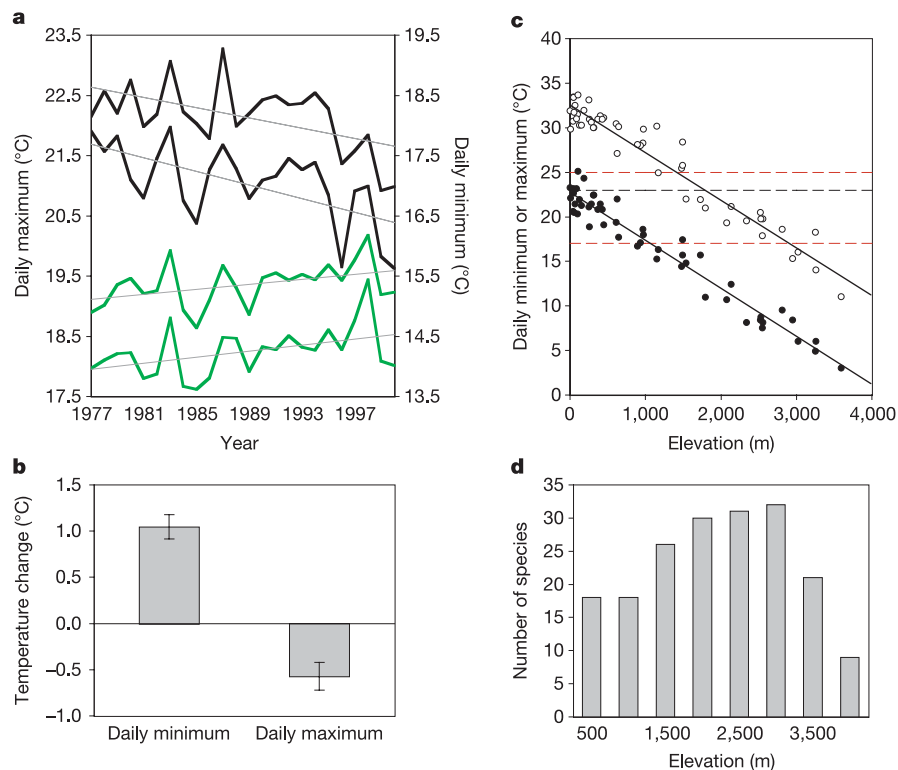 a
23.5
22.5
21.5
20.5
19.5
18.5
17.5
Daily maximum (°C)
19.5
18.5
17.5
16.5
15.5
14.5
13.5
Daily minimum (°C)
1977 1981 1985 1989 1993 1997
Year
b
1.5
1.0
0.5
0.0
–0.5
–1.0
Temperature change (°C)
Daily minimum Daily maximum
c
40
35
30
25
20
15
10
5
0
Daily minimum or maximum (°C)
0 1,000 2,000 3,000 4,000
Elevation (m)
d
35
30
25
20
15
10
5
0
Number of species
500 1,500 2,500 3,500
Elevation (m)